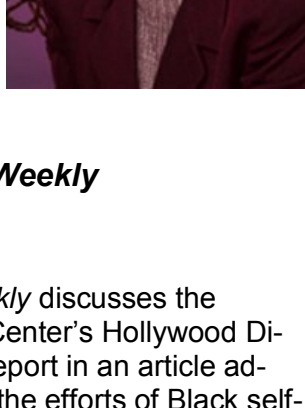 Weekly
kly discusses the
Center's Hollywood Di-
eport in an article ad-
the efforts of Black self-